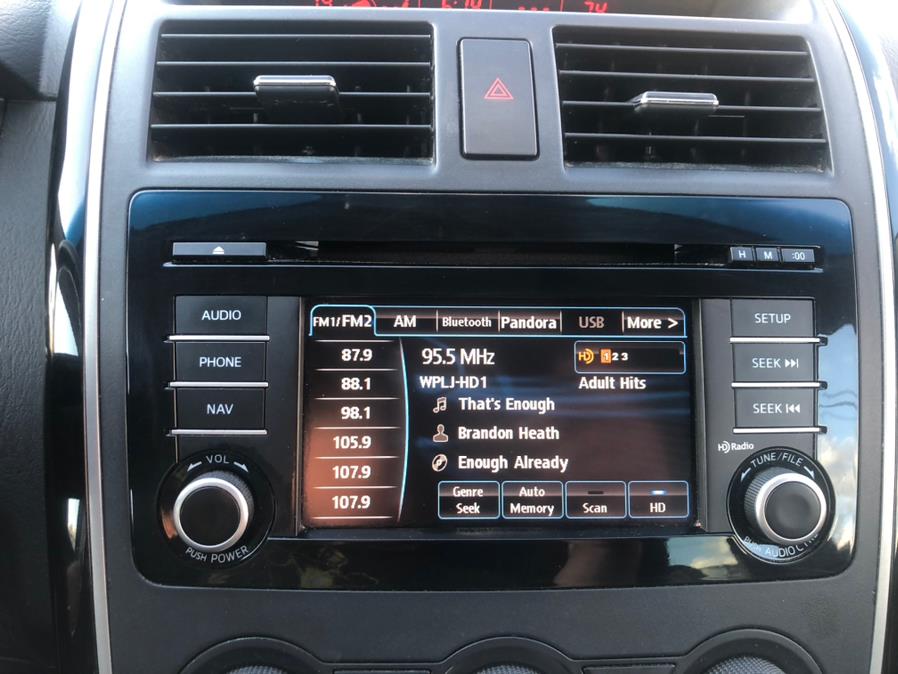 H M :00
AUDIO
PHONE
NAV
VOL
PUSH POWER
FM1/FM2 AM Bluetooth Pandora USB More >
87.9
88.1
98.1
105.9
107.9
107.9
95.5 MHz
HD 1 2 3
WPLJ-HD1
Adult Hits
That's Enough
Brandon Heath
Enough Already
Genre Seek
Auto Memory
Scan
HD
SETUP
SEEK
SEEK
HD Radio
TUNE/FILE
PUSH AUDIO